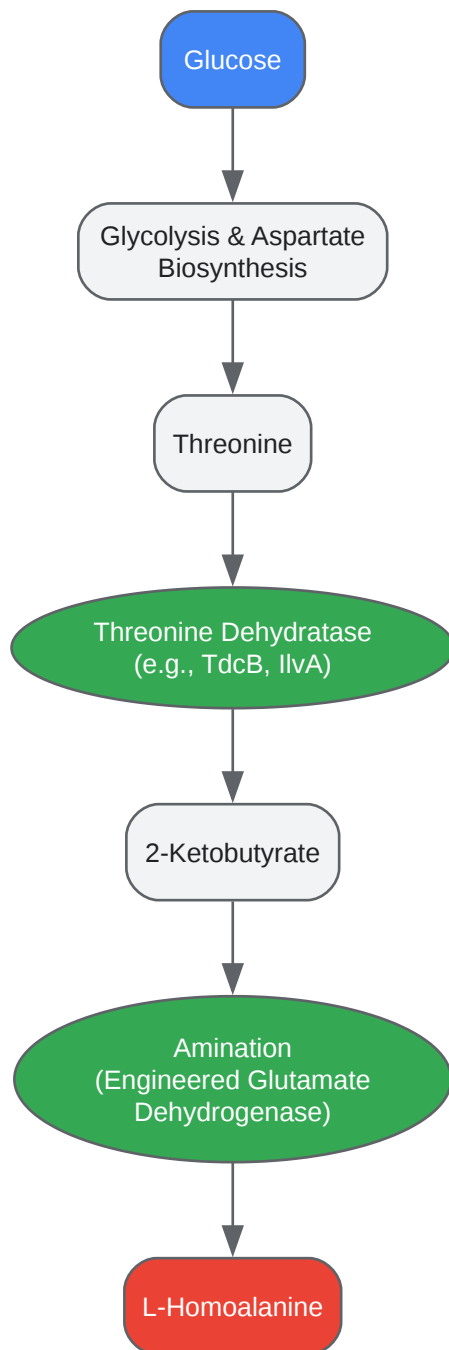 Glucose
Glycolysis & Aspartate
Biosynthesis
Threonine
Threonine Dehydratase
(e.g., TdcB, IlvA)
2-Ketobutyrate
Amination
(Engineered Glutamate
Dehydrogenase)
L-Homoalanine